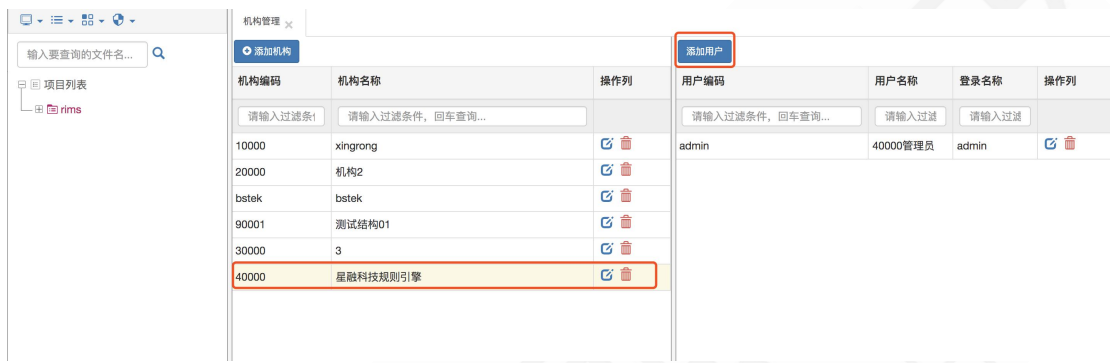 机构管理
输入要查询的文件名...
添加机构
添加用户
项目列表
rims
机构编码 机构名称 操作列
用户编码 用户名称 登录名称 操作列
请输入过滤条 请输入过滤条件，回车查询...
请输入过滤条件，回车查询... 请输入过滤 请输入过滤
10000 xingrong
admin 40000管理员 admin
20000 机构2
bstek bstek
90001 测试结构01
30000 3
40000 星融科技规则引擎